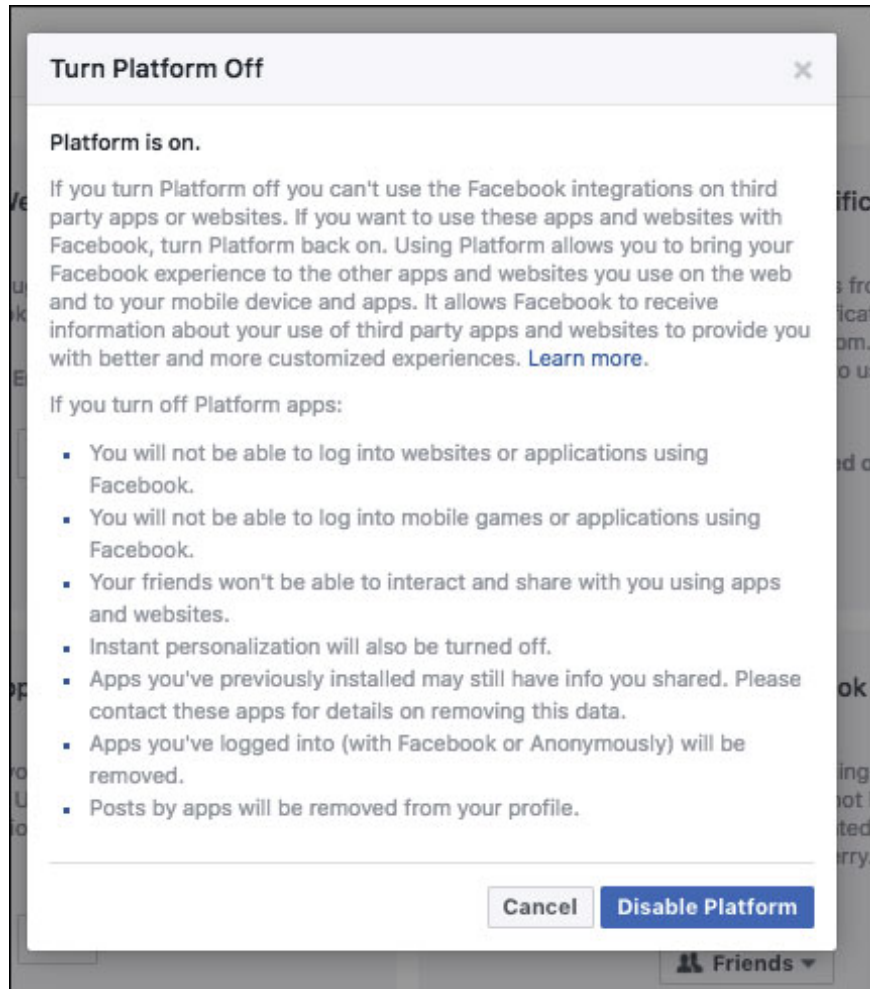 Turn Platform Off
Platform is on.
If you turn Platform off you can't use the Facebook integrations on third
party apps or websites. If you want to use these apps and websites with
Facebook, turn Platform back on. Using Platform allows you to bring your
Facebook experience to the other apps and websites you use on the web
and to your mobile device and apps. It allows Facebook to receive
information about your use of third party apps and websites to provide you
with better and more customized experiences. Learn more.
If you turn off Platform apps:
You will not be able to log into websites or applications using
Facebook.
You will not be able to log into mobile games or applications using
Facebook.
Your friends won't be able to interact and share with you using apps
and websites.
Instant personalization will also be turned off.
Apps you've previously installed may still have info you shared. Please
contact these apps for details on removing this data.
Apps you've logged into (with Facebook or Anonymously) will be
removed.
Posts by apps will be removed from your profile.
Cancel Disable Platform
Friends